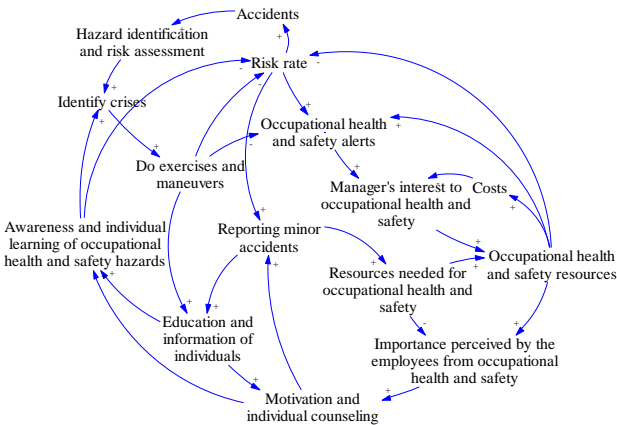 Accidents
Hazard identification
and risk assessment
Risk rate
Identify crises
Occupational health
and safety alerts
Do exercises and
maneuvers
Manager's interest to
occupational health and
safety
Costs
Awareness and individual
learning of occupational
health and safety hazards
Reporting minor
accidents
Occupational health
and safety resources
Resources needed for
occupational health and
safety
Education and
information of
individuals
Importance perceived by the
employees from occupational
health and safety
Motivation and
individual counseling